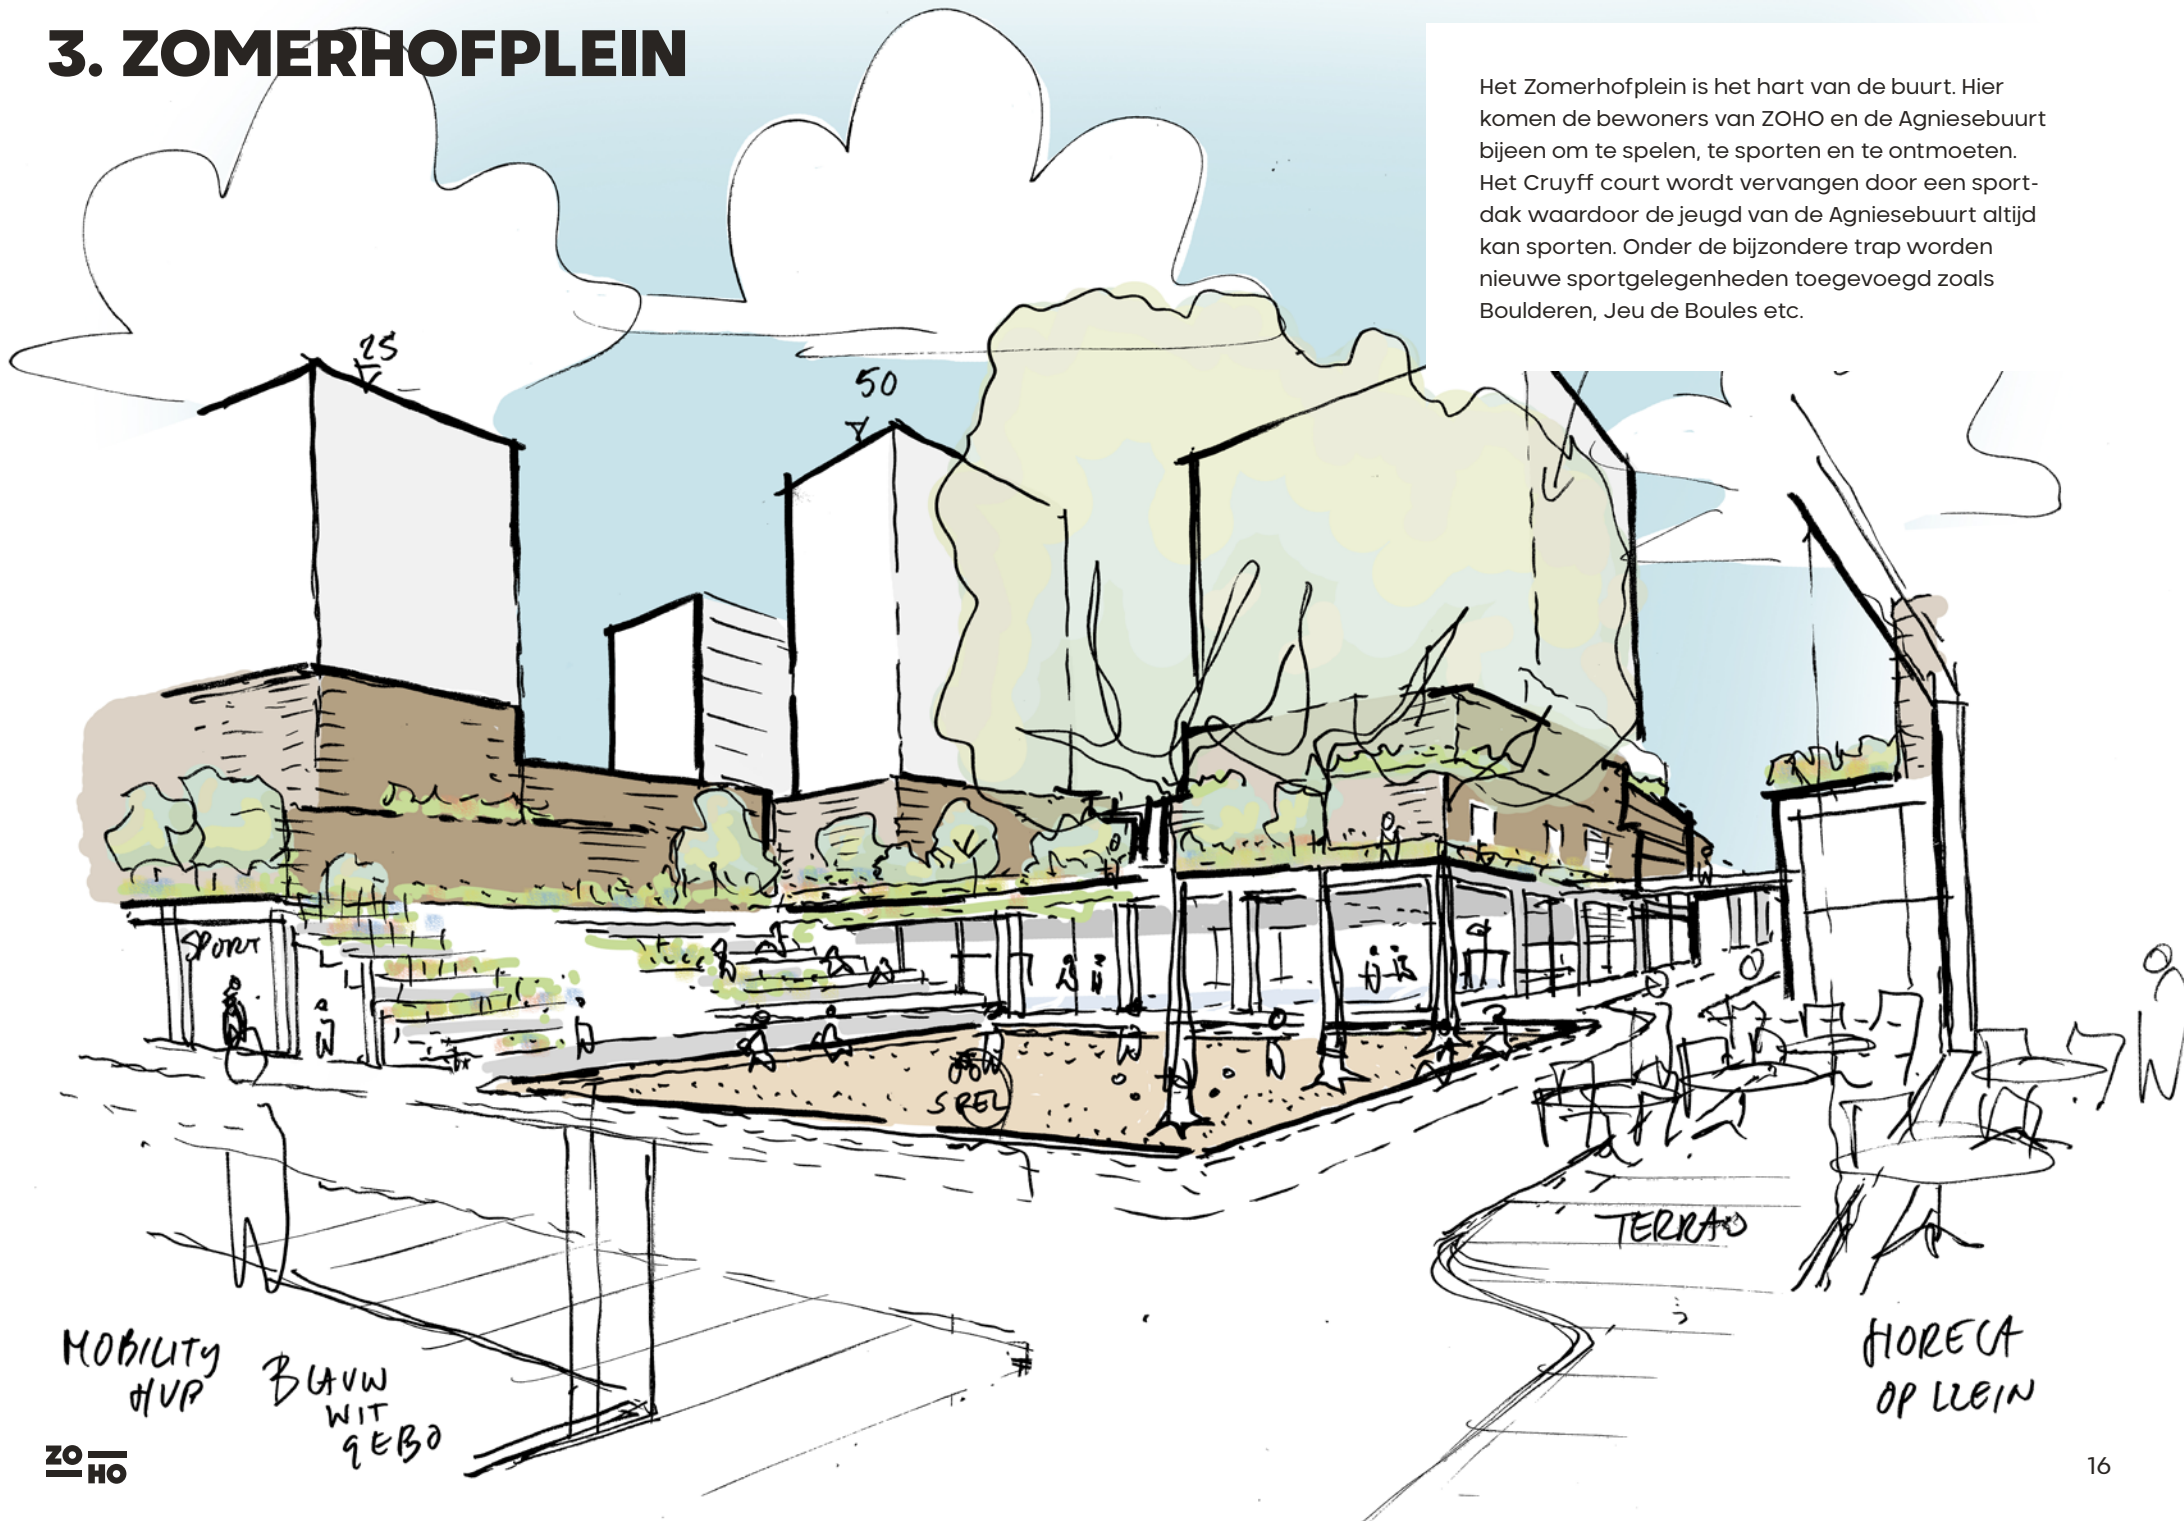 3. ZOMERHOFPLEIN
Het Zomerhofplein is het hart van de buurt. Hier
komen de bewoners van ZOHO en de Agniesebuurt
bijeen om te spelen, te sporten en te ontmoeten.
Het Cruyff court wordt vervangen door een sport-
dak waardoor de jeugd van de Agniesebuurt altijd
kan sporten. Onder de bijzondere trap worden
nieuwe sportgelegenheden toegevoegd zoals
Boulderen, Jeu de Boules etc.
25
50
SPORT
SPEL
TERRAS
MOBILITY
HUB
BLAUW
WIT
GEBO
HORECA
OP PLEIN
ZO
HO
16